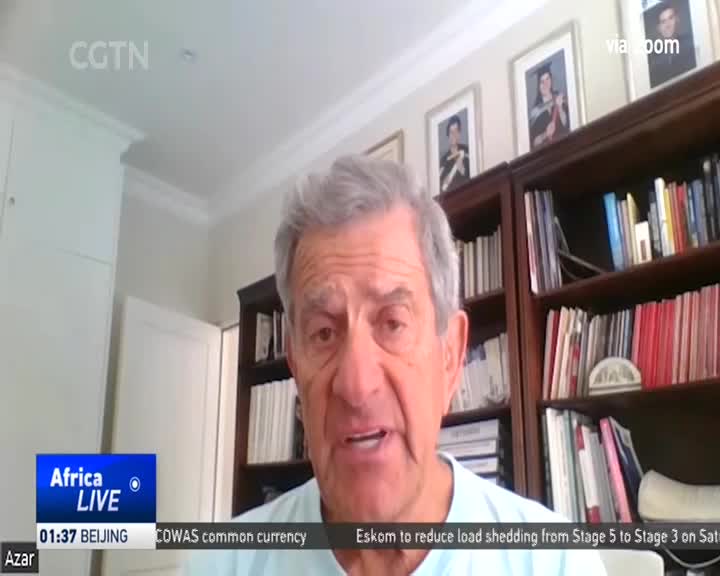 CGTN
via zoom
Africa
LIVE
01:37 BEIJING
COWAS common currency Eskom to reduce load shedding from Stage 5 to Stage 3 on Sat
Azar